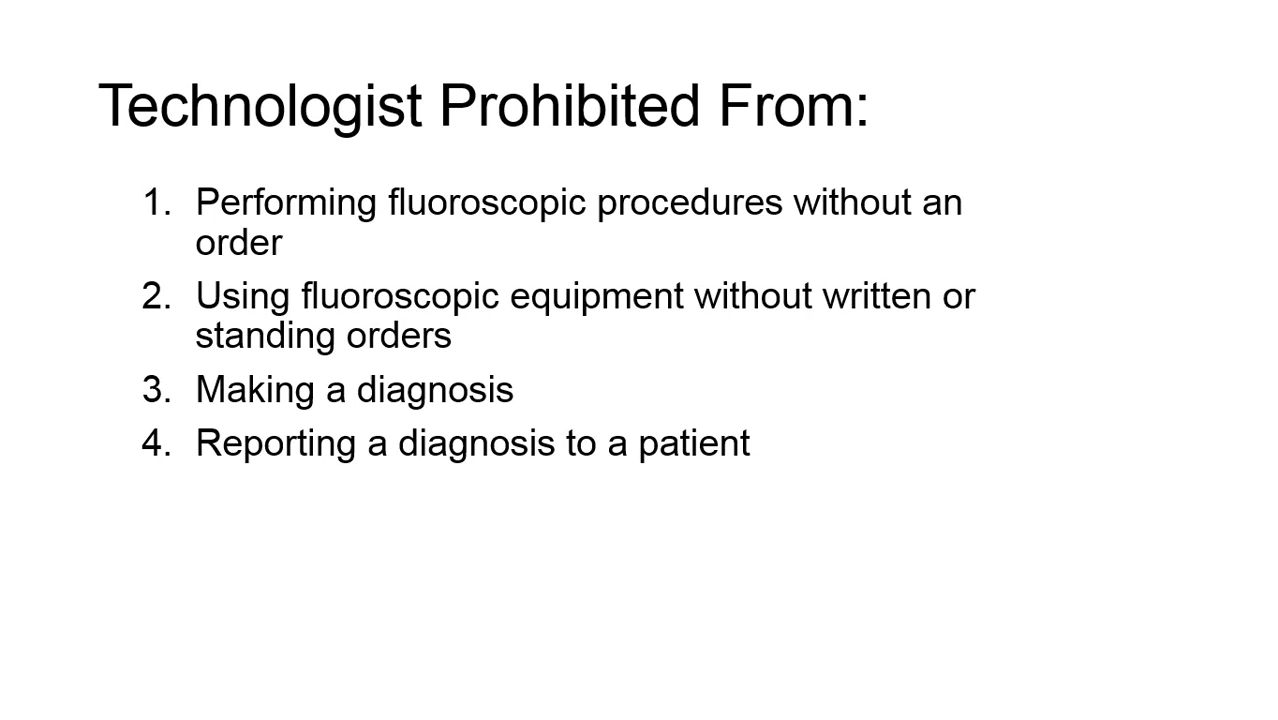 Technologist Prohibited From:
1. Performing fluoroscopic procedures without an
order
2. Using fluoroscopic equipment without written or
standing orders
3. Making a diagnosis
4. Reporting a diagnosis to a patient